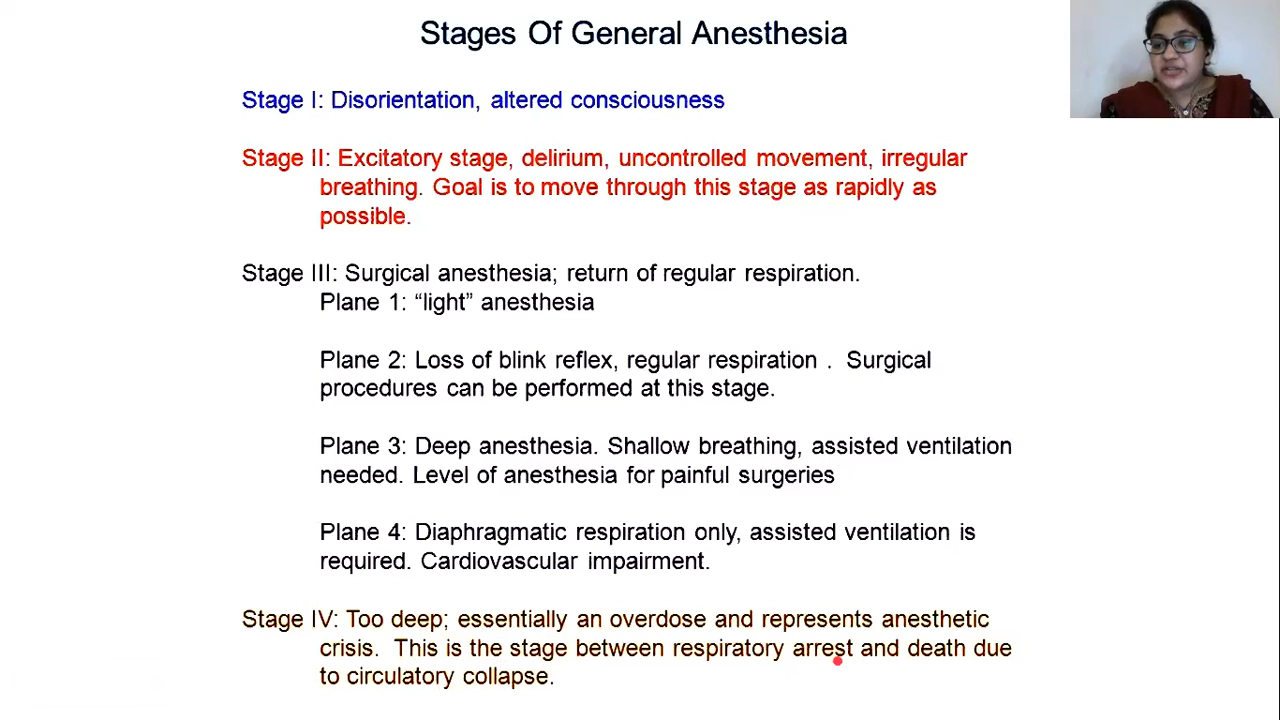 Stages Of General Anesthesia
Stage I: Disorientation, altered consciousness
Stage II: Excitatory stage, delirium, uncontrolled movement, irregular
breathing. Goal is to move through this stage as rapidly as
possible.
Stage III: Surgical anesthesia; return of regular respiration.
Plane 1: “light” anesthesia
Plane 2: Loss of blink reflex, regular respiration .  Surgical
procedures can be performed at this stage.
Plane 3: Deep anesthesia. Shallow breathing, assisted ventilation
needed. Level of anesthesia for painful surgeries
Plane 4: Diaphragmatic respiration only, assisted ventilation is
required. Cardiovascular impairment.
Stage IV: Too deep; essentially an overdose and represents anesthetic
crisis.  This is the stage between respiratory arrest and death due
to circulatory collapse.